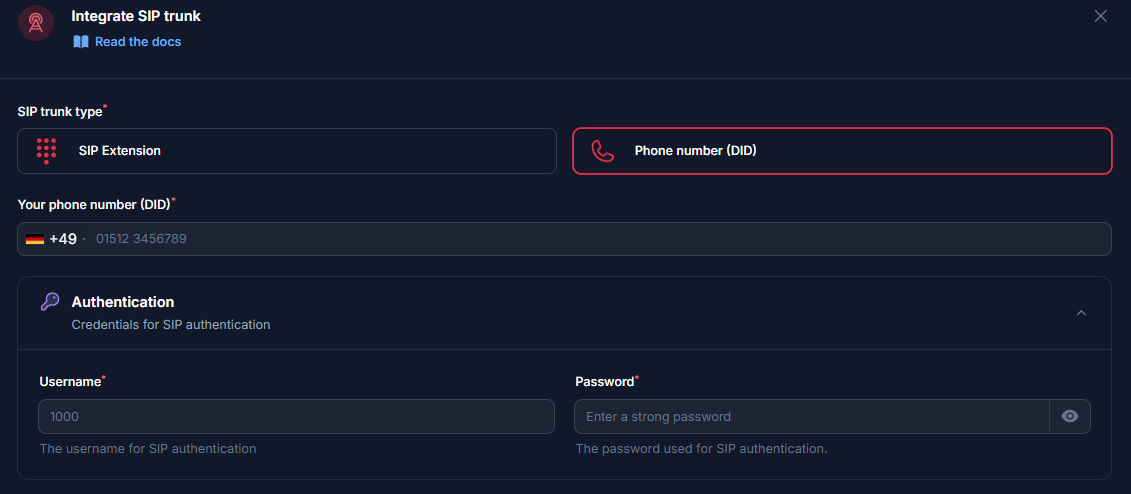 Integrate SIP trunk
Read the docs
SIP trunk type*
SIP Extension
Phone number (DID)
Your phone number (DID)*
+49 01512 3456789
Authentication
Credentials for SIP authentication
Username*
Password*
1000
Enter a strong password
The username for SIP authentication
The password used for SIP authentication.